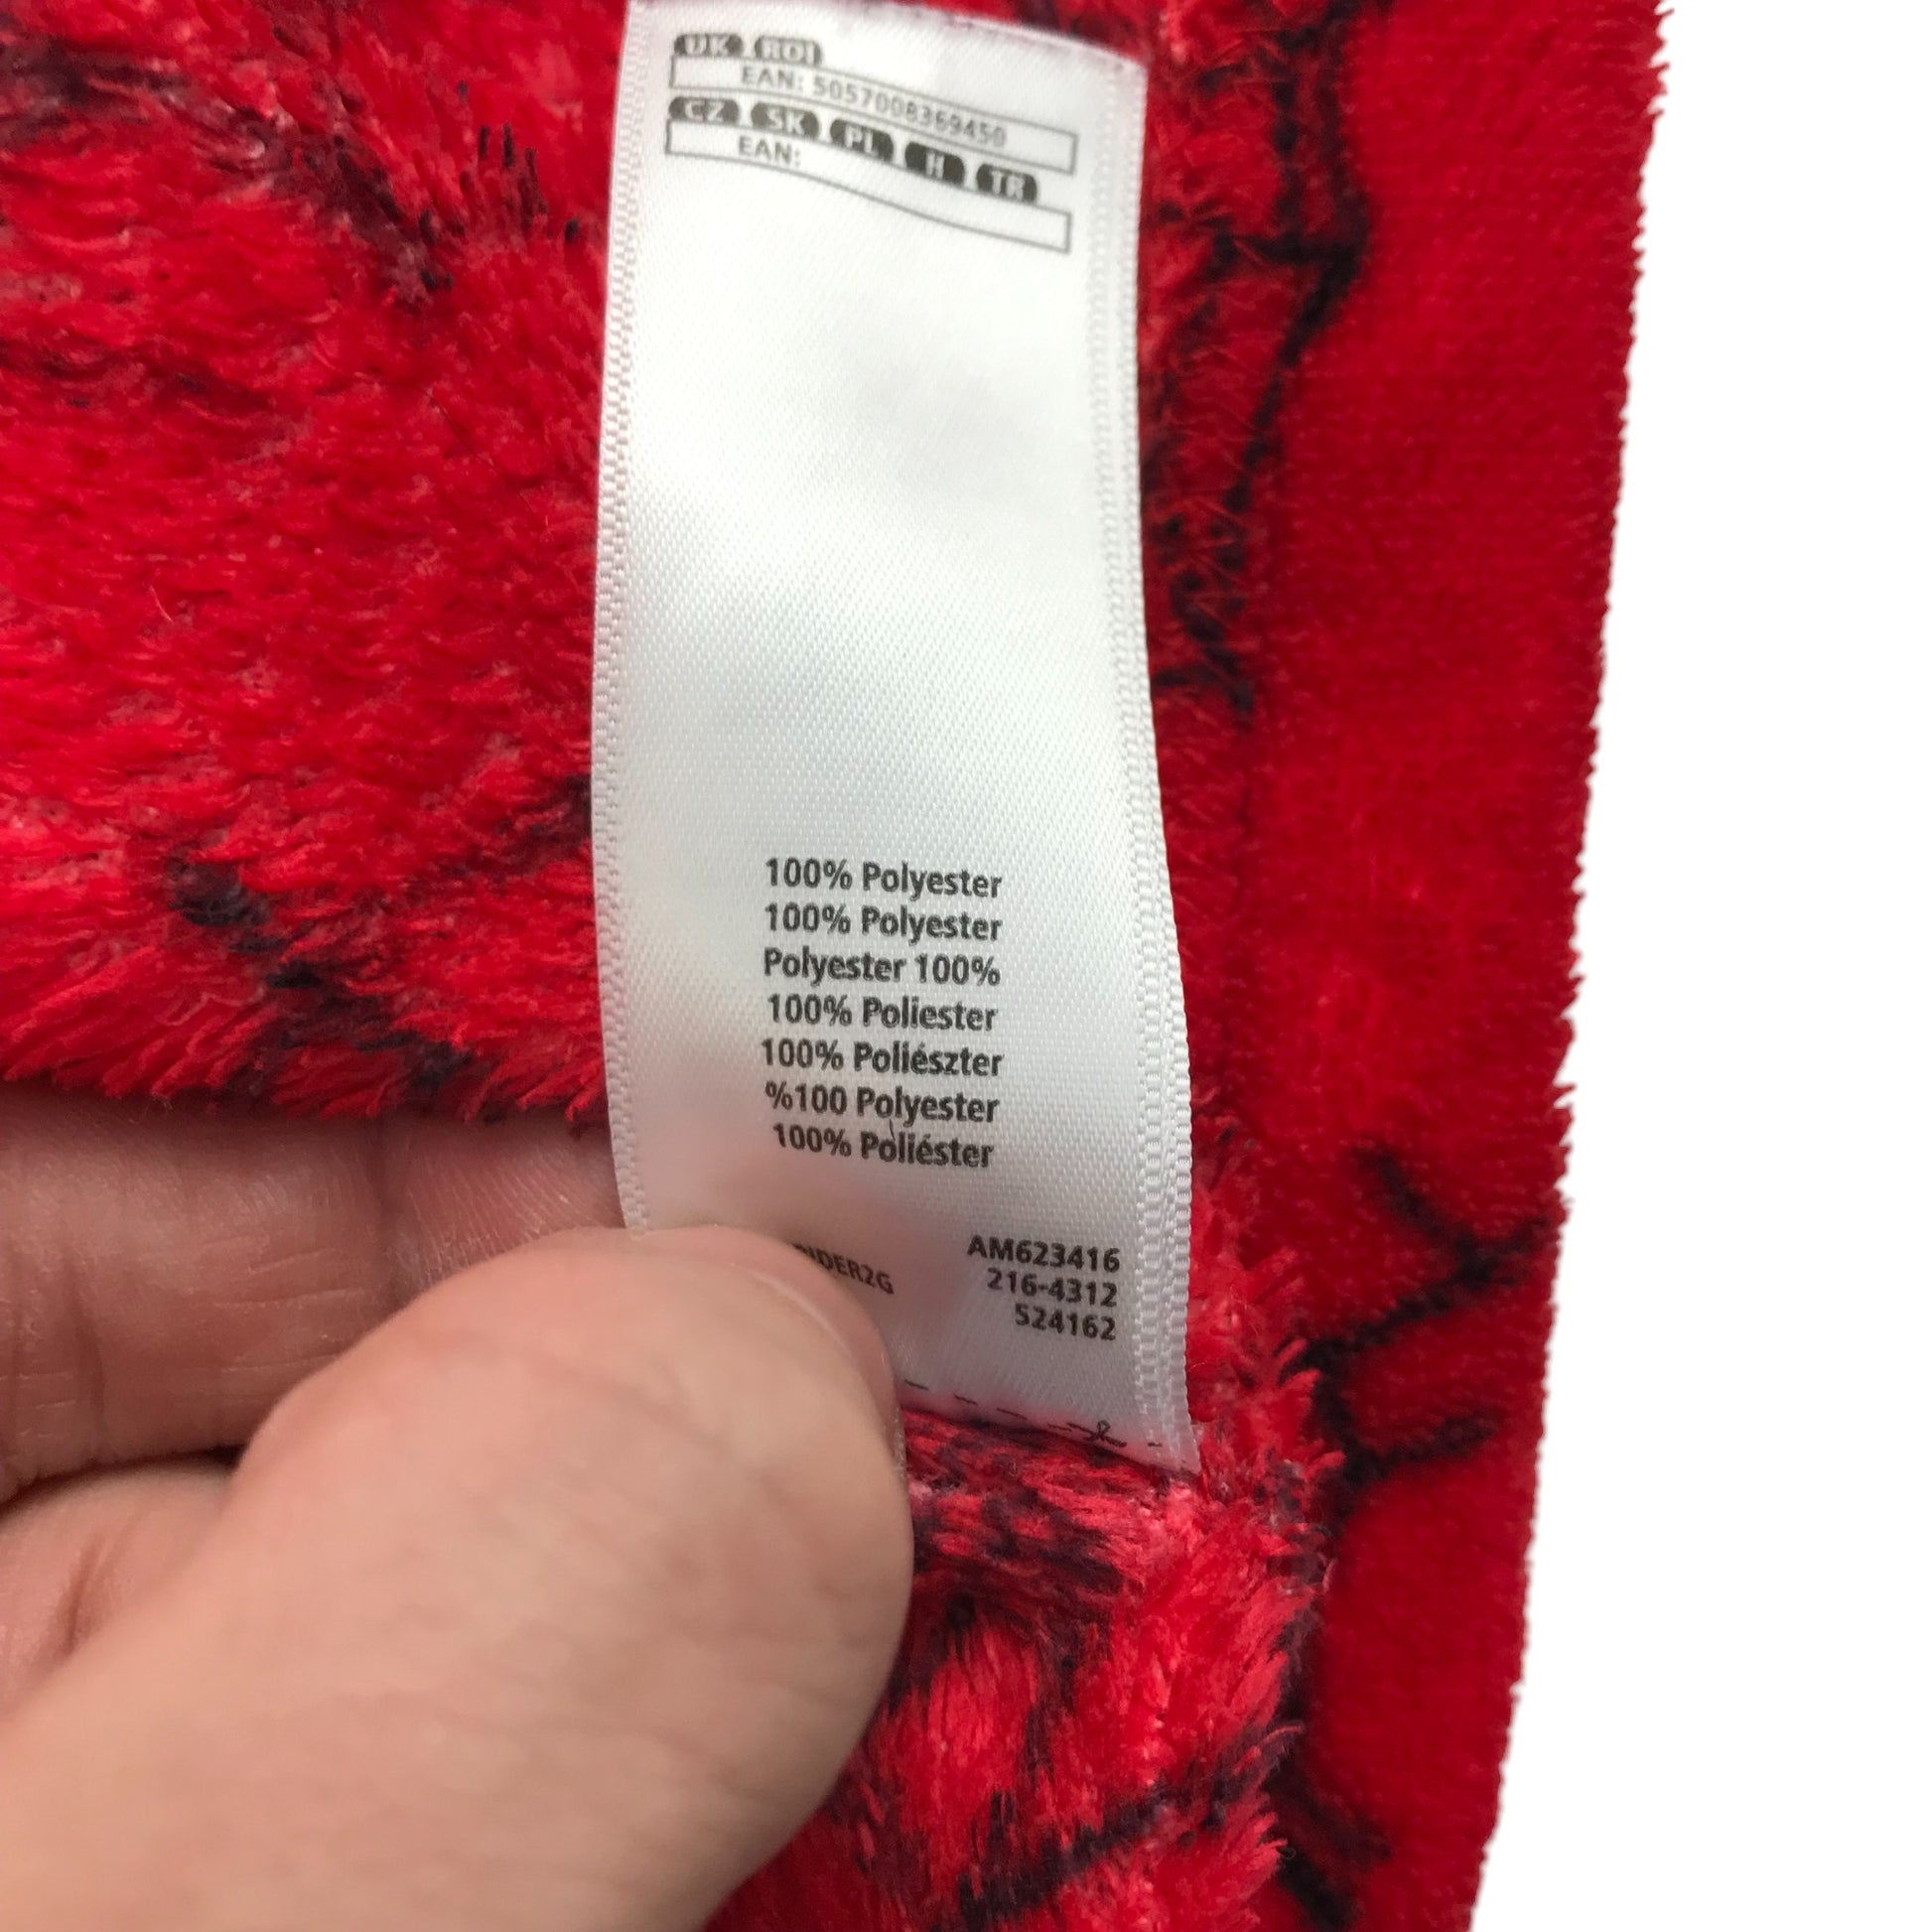 UK ROI
EAN: 5057008369450
CZ SK PL H TR
EAN:
100% Polyester
100% Polyester
Polyester 100%
100% Poliester
100% Poliészter
%100 Polyester
100% Poliéster
AM623416
216-4312
524162